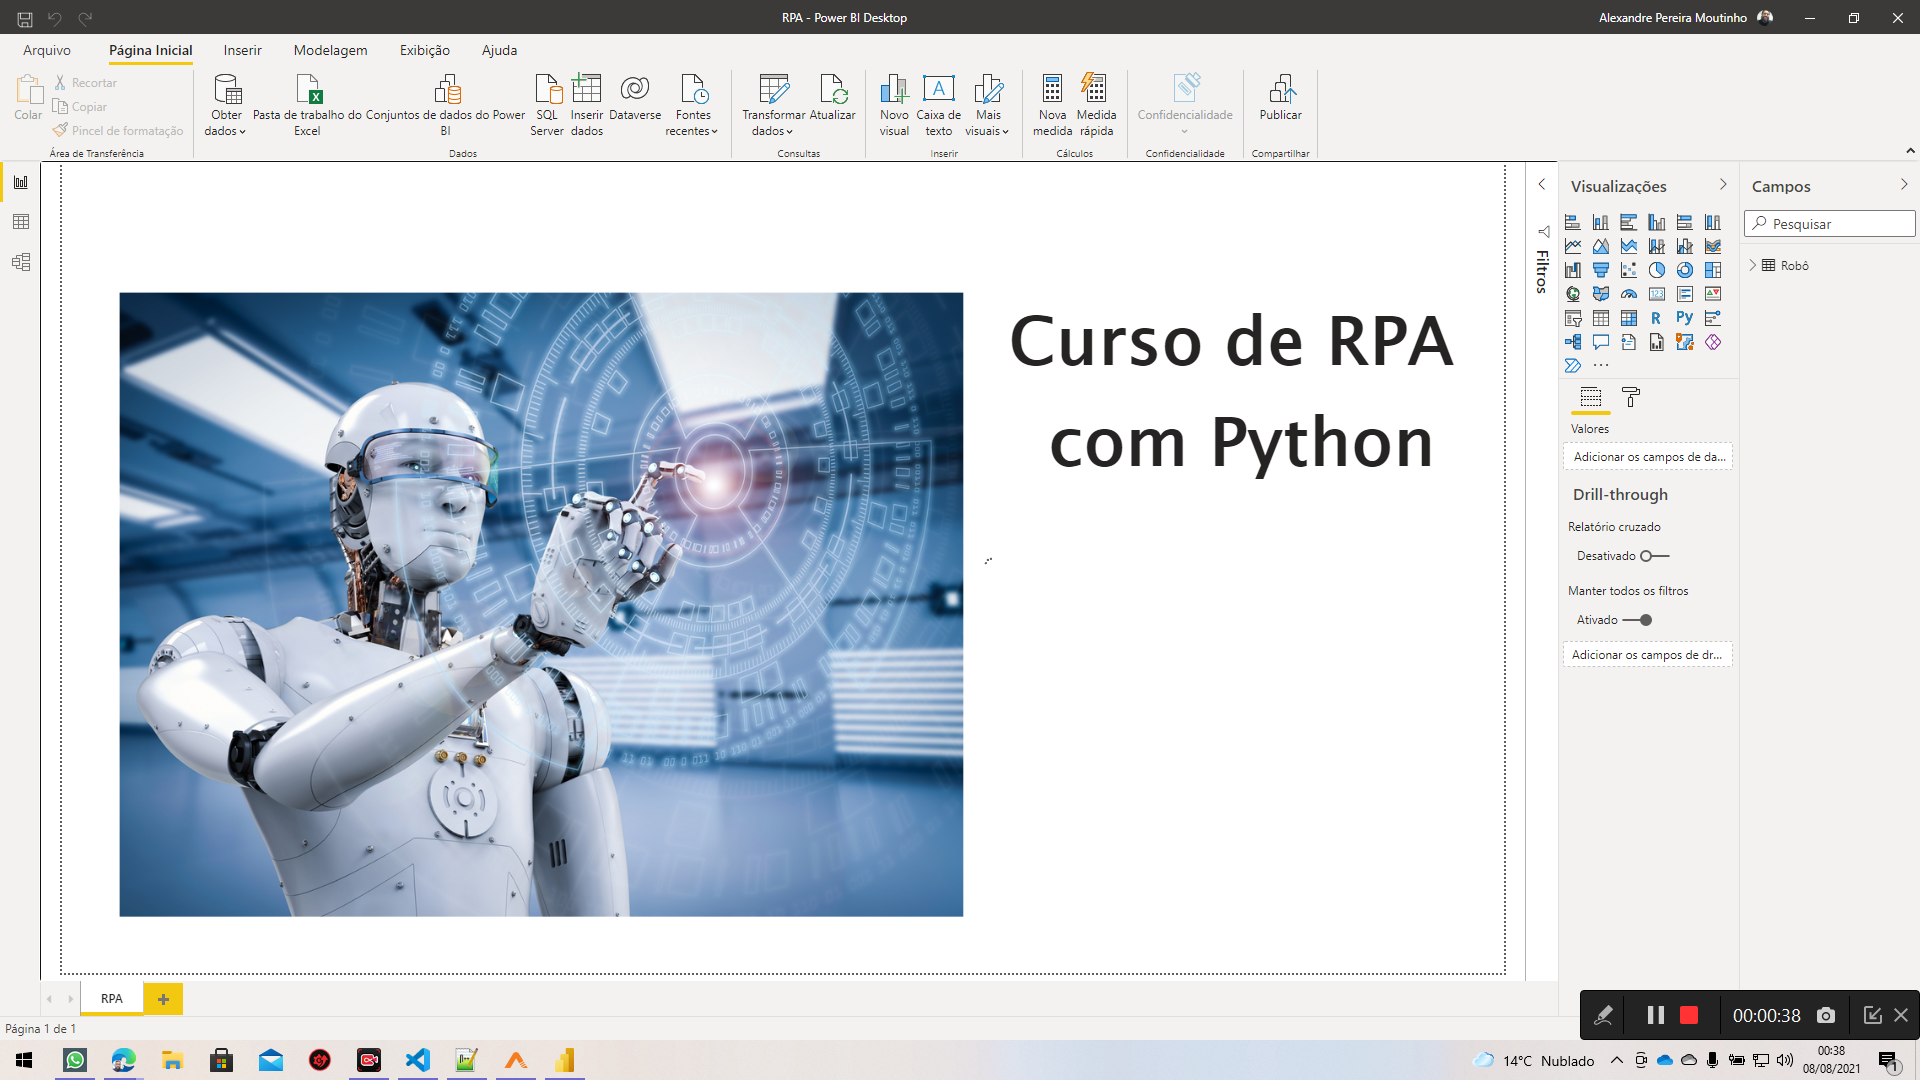 RPA - Power BI Desktop
Alexandre Pereira Moutinho
Arquivo
Página Inicial
Inserir
Modelagem
Exibição
Ajuda
Colar
Recortar
Copiar
Pincel de formatação
Área de Transferência
Obter
dados
Pasta de trabalho do
Excel
Conjuntos de dados do Power
BI
SQL
Server
Inserir
dados
Dataverse
Fontes
recentes
Dados
Transformar
dados
Atualizar
Consultas
Novo
visual
Caixa de
texto
Mais
visuais
Inserir
Nova
medida
Medida
rápida
Cálculos
Confidencialidade
Confidencialidade
Publicar
Compartilhar
Curso de RPA
com Python
Filtros
Visualizações
R
Py
Valores
Adicionar os campos de da...
Drill-through
Relatório cruzado
Desativado
Manter todos os filtros
Ativado
Adicionar os campos de dr...
Campos
Pesquisar
Robô
RPA
Página 1 de 1
00:00:38
14°C Nublado
00:38
08/08/2021
1